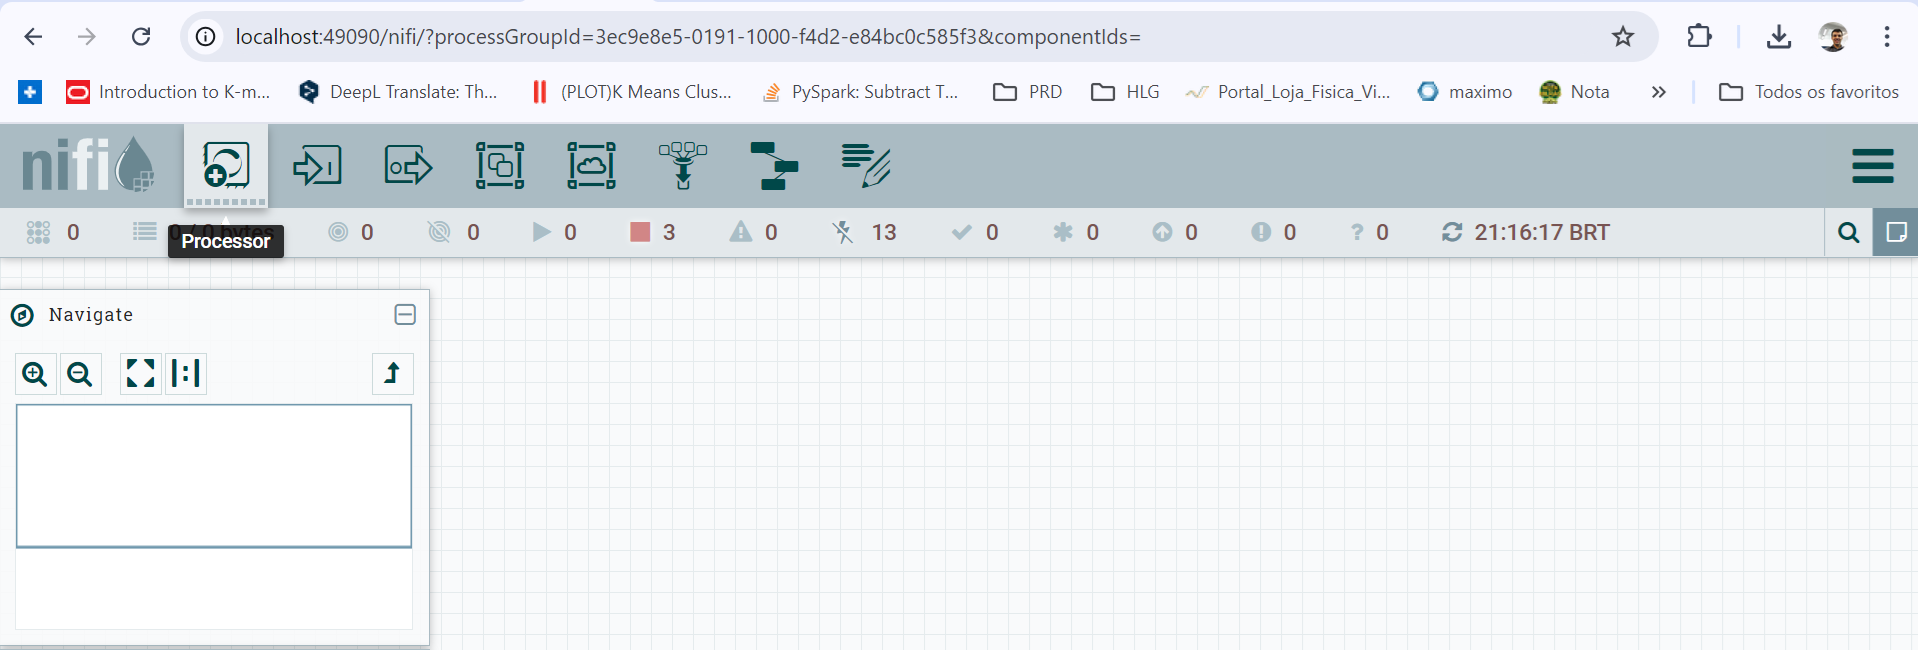 localhost:49090/nifi/?processGroupId=3ec9e8e5-0191-1000-f4d2-e84bc0c585f3&componentIds=
Introduction to K-m... DeepL Translate: Th... (PLOT)K Means Clus... PySpark: Subtract T... PRD HLG Portal_Loja_Fisica_Vi... maximo Nota Todos os favoritos
nifi
0 0 / 0 bytes 0 0 0 3 0 13 0 0 0 0 0 21:16:17 BRT
Processor
Navigate